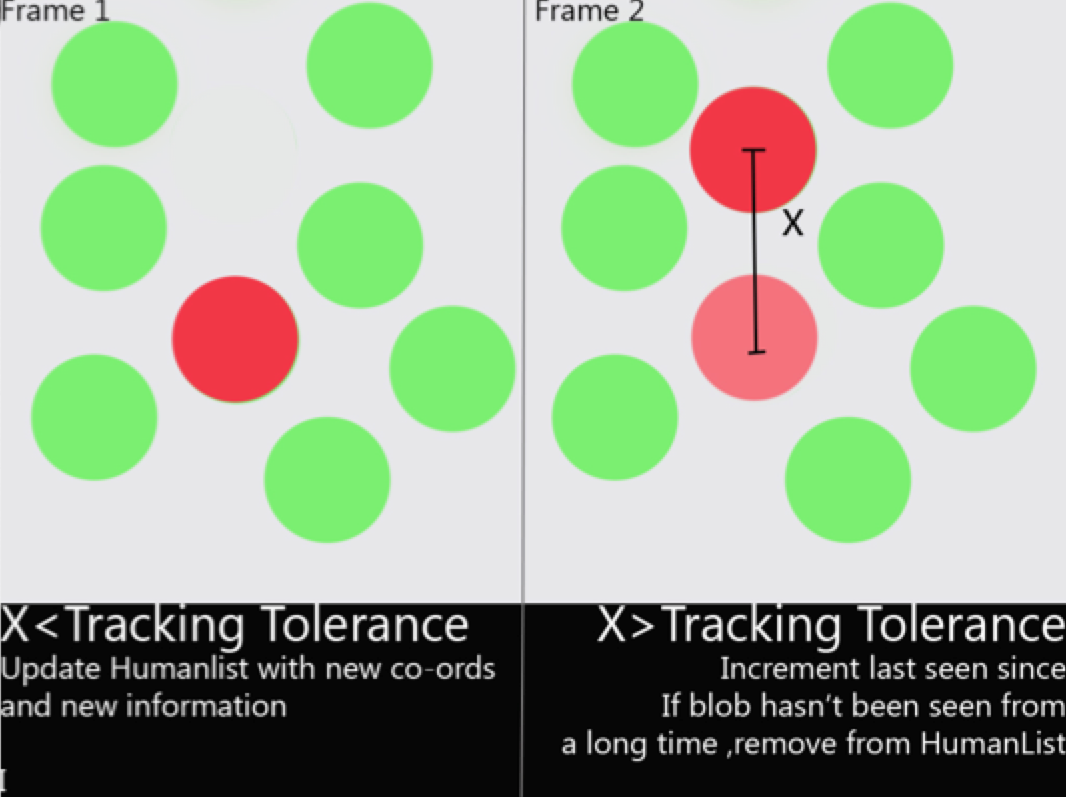 Frame 1
Frame 2
X
X<Tracking Tolerance
Update Humanlist with new co-ords
and new information
I
X>Tracking Tolerance
Increment last seen since
If blob hasn't been seen from
a long time ,remove from HumanList